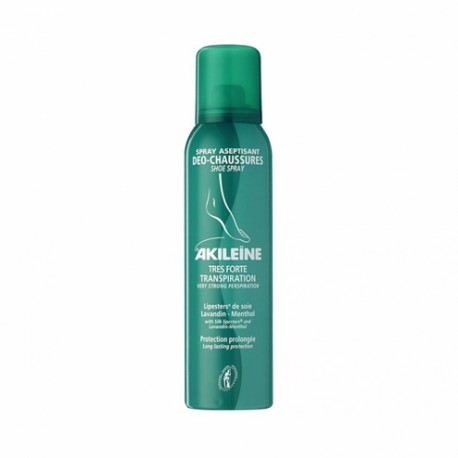 SPRAY ASEPTISANT
DEO-CHAUSSURES
SHOE SPRAY
AKILEÏNE
TRES FORTE
TRANSPIRATION
VERY STRONG PERSPIRATION
Lipesters® de soie
Lavandin - Menthol
with Silk lipesters® and
Lavandin-Menthol
Protection prolongée
Long lasting protection